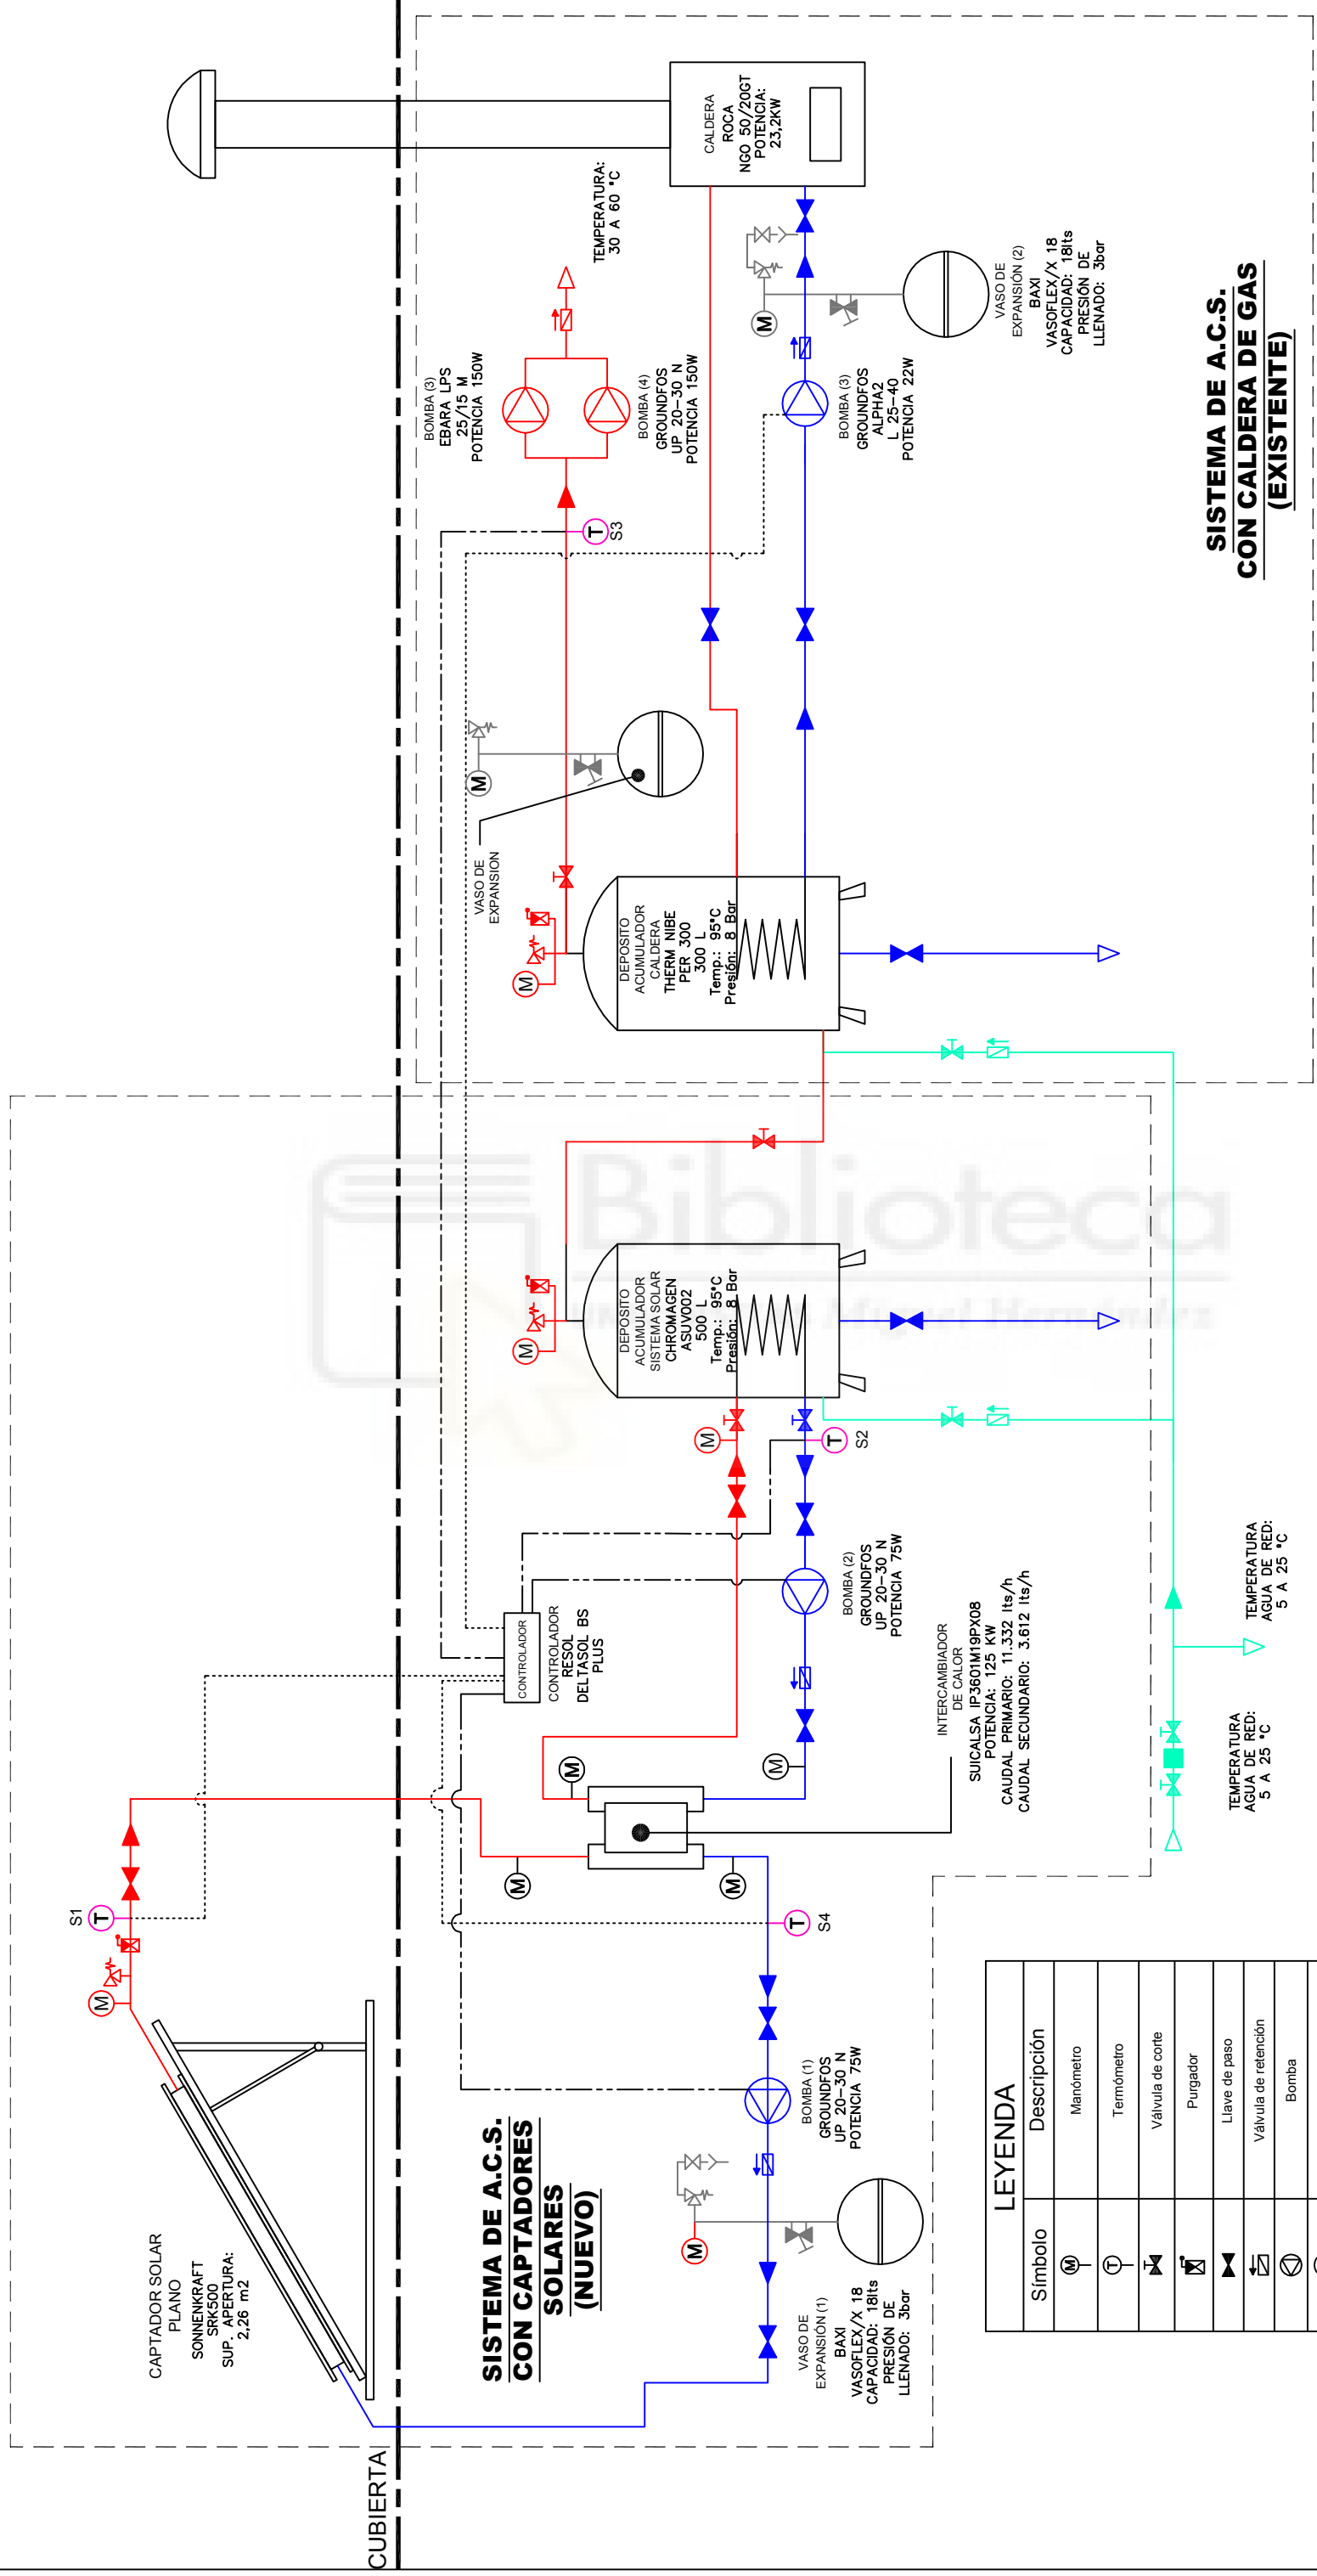 CUBIERTA
CAPTADOR SOLAR
PLANO
SONNENKRAFT
SRK500
SUP. APERTURA:
2,26 m2
M
T
S1
SISTEMA DE A.C.S.
CON CAPTADORES
SOLARES
(NUEVO)
M
VASO DE
EXPANSIÓN (1)
BAXI
VASOFLEX/X 18
CAPACIDAD: 18lts
PRESIÓN DE
LLENADO: 3bar
BOMBA (1)
GROUNDFOS
UP 20-30 N
POTENCIA 75W
T
S4
M
M
M
M
CONTROLADOR
CONTROLADOR
RESOL
DELTASOL BS
PLUS
INTERCAMBIADOR
DE CALOR
SUICALSA IP3601M19PX08
POTENCIA: 125 KW
CAUDAL PRIMARIO: 11.332 lts/h
CAUDAL SECUNDARIO: 3.612 lts/h
BOMBA (2)
GROUNDFOS
UP 20-30 N
POTENCIA 75W
M
T
S2
M
DEPOSITO
ACUMULADOR
SISTEMA SOLAR
CHROMAGEN
ASUV002
500 L
Temp.: 95°C
Presión: 8 Bar
TEMPERATURA
AGUA DE RED:
5 A 25 °C
TEMPERATURA
AGUA DE RED:
5 A 25 °C
M
DEPOSITO
ACUMULADOR
CALDERA
THERM NIBE
PER 300
300 L
Temp.: 95°C
Presión: 8 Bar
VASO DE
EXPANSION
M
T
S3
BOMBA (3)
EBARA LPS
25/15 M
POTENCIA 150W
BOMBA (4)
GROUNDFOS
UP 20-30 N
POTENCIA 150W
TEMPERATURA:
30 A 60 °C
BOMBA (3)
GROUNDFOS
ALPHA2
L 25-40
POTENCIA 22W
M
VASO DE
EXPANSIÓN (2)
BAXI
VASOFLEX/X 18
CAPACIDAD: 18lts
PRESIÓN DE
LLENADO: 3bar
CALDERA
ROCA
NGO 50/20GT
POTENCIA:
23,2KW
SISTEMA DE A.C.S.
CON CALDERA DE GAS
(EXISTENTE)
LEYENDA
Símbolo Descripción
M Manómetro
T Termómetro
Válvula de corte
Purgador
Llave de paso
Válvula de retención
Bomba
Biblioteca
Miguel Hernández